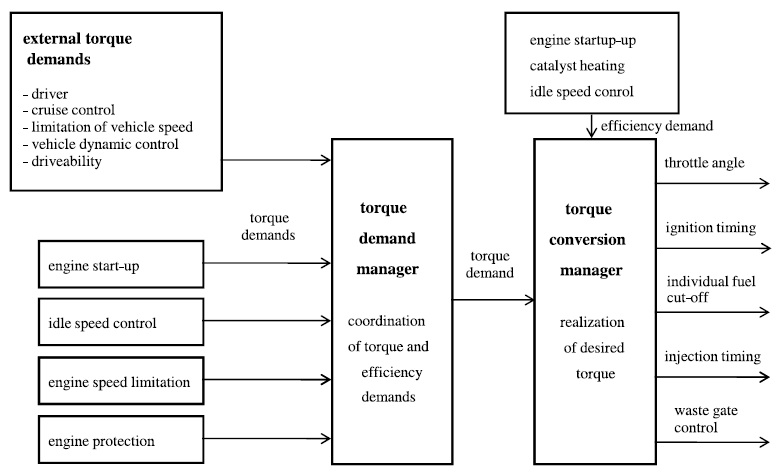 external torque
demands
- driver
- cruise control
- limitation of vehicle speed
- vehicle dynamic control
- driveability
engine startup-up
catalyst heating
idle speed conrol
efficiency demand
torque
demands
engine start-up
idle speed control
engine speed limitation
engine protection
torque
demand
manager
coordination
of torque and
efficiency
demands
torque
demand
torque
conversion
manager
realization
of desired
torque
throttle angle
ignition timing
individual fuel
cut-off
injection timing
waste gate
control